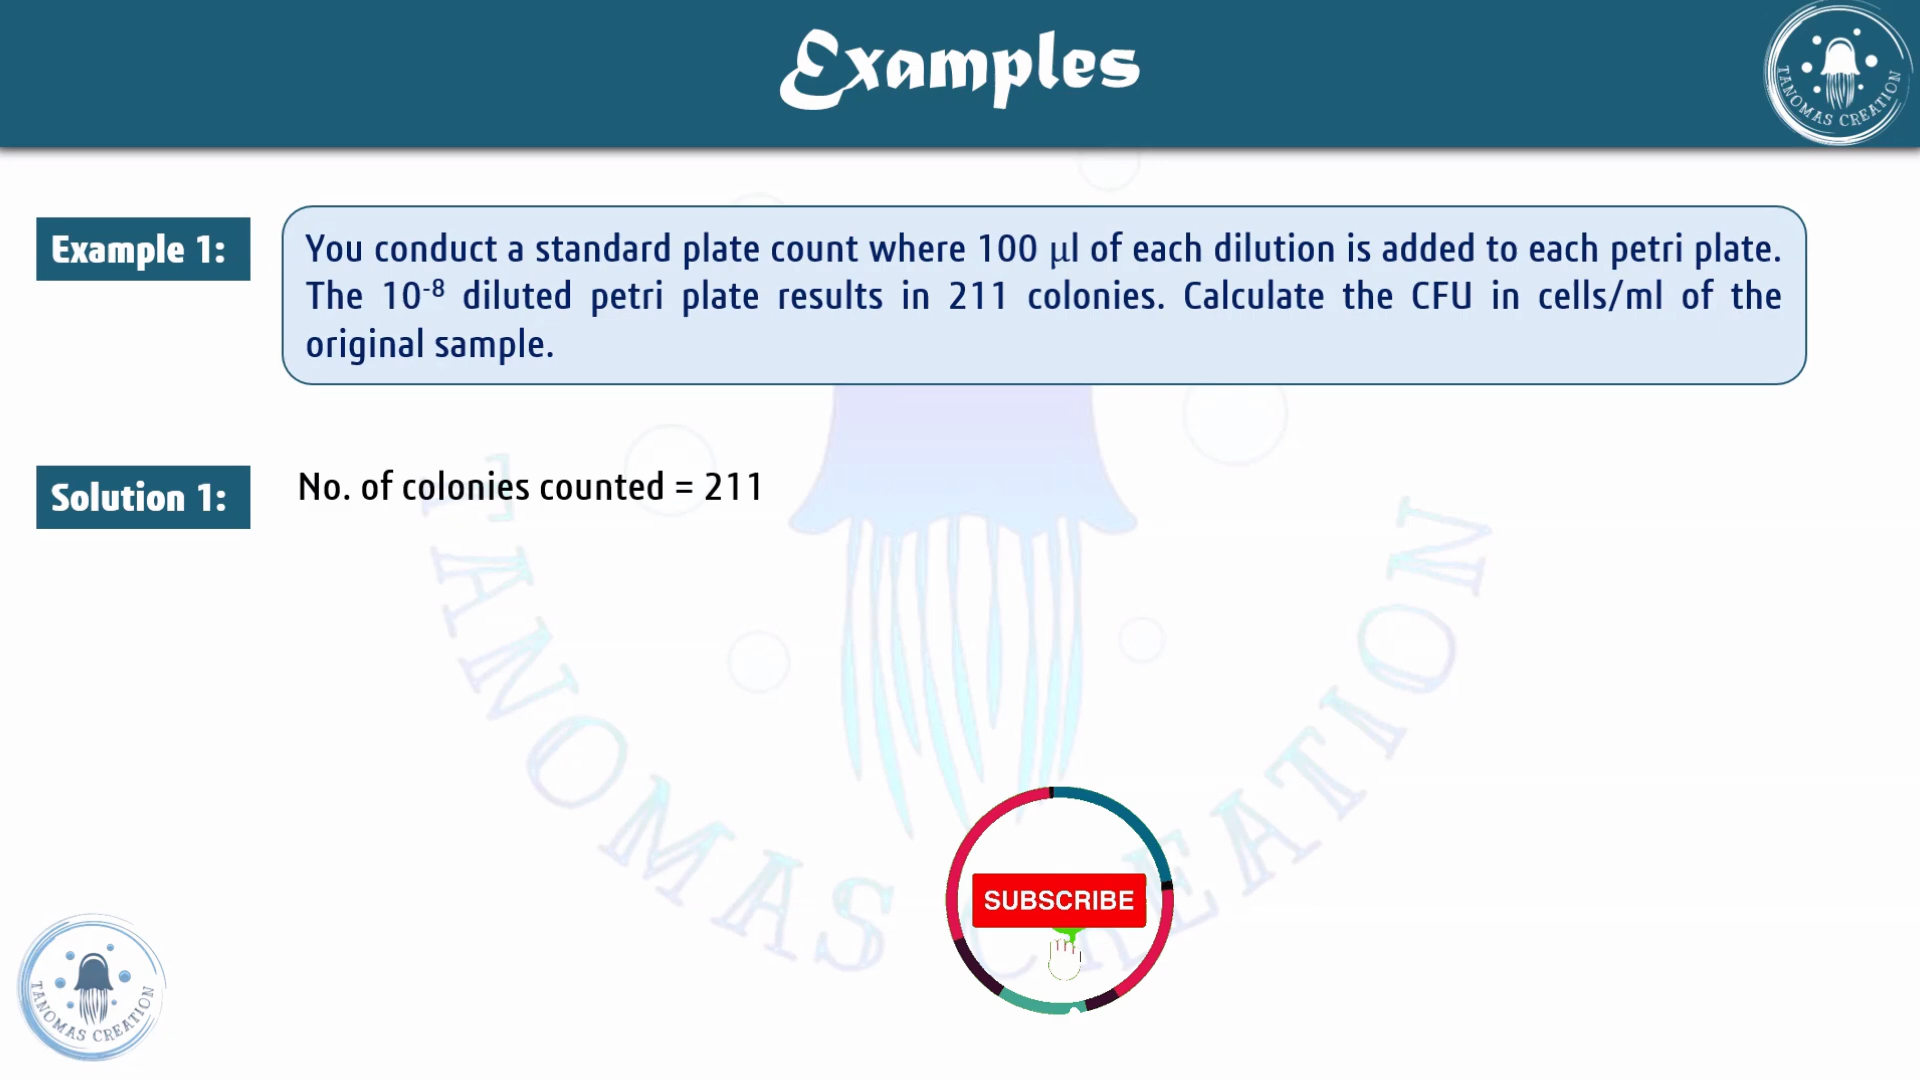 Examples
TANOMAS CREATION
Example 1:
You conduct a standard plate count where 100 µl of each dilution is added to each petri plate.
The 10⁻⁸ diluted petri plate results in 211 colonies. Calculate the CFU in cells/ml of the
original sample.
Solution 1:
No. of colonies counted = 211
TANOMAS CREATION
SUBSCRIBE
TANOMAS CREATION